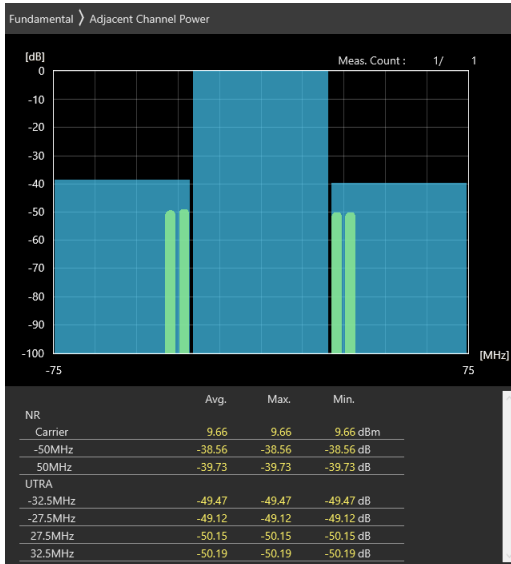 Fundamental 〉 Adjacent Channel Power
[dB]
Meas. Count : 1/ 1
0
-10
-20
-30
-40
-50
-60
-70
-80
-90
-100
[MHz]
-75 75
Avg. Max. Min.
NR
Carrier 9.66 9.66 9.66 dBm
-50MHz -38.56 -38.56 -38.56 dB
50MHz -39.73 -39.73 -39.73 dB
UTRA
-32.5MHz -49.47 -49.47 -49.47 dB
-27.5MHz -49.12 -49.12 -49.12 dB
27.5MHz -50.15 -50.15 -50.15 dB
32.5MHz -50.19 -50.19 -50.19 dB